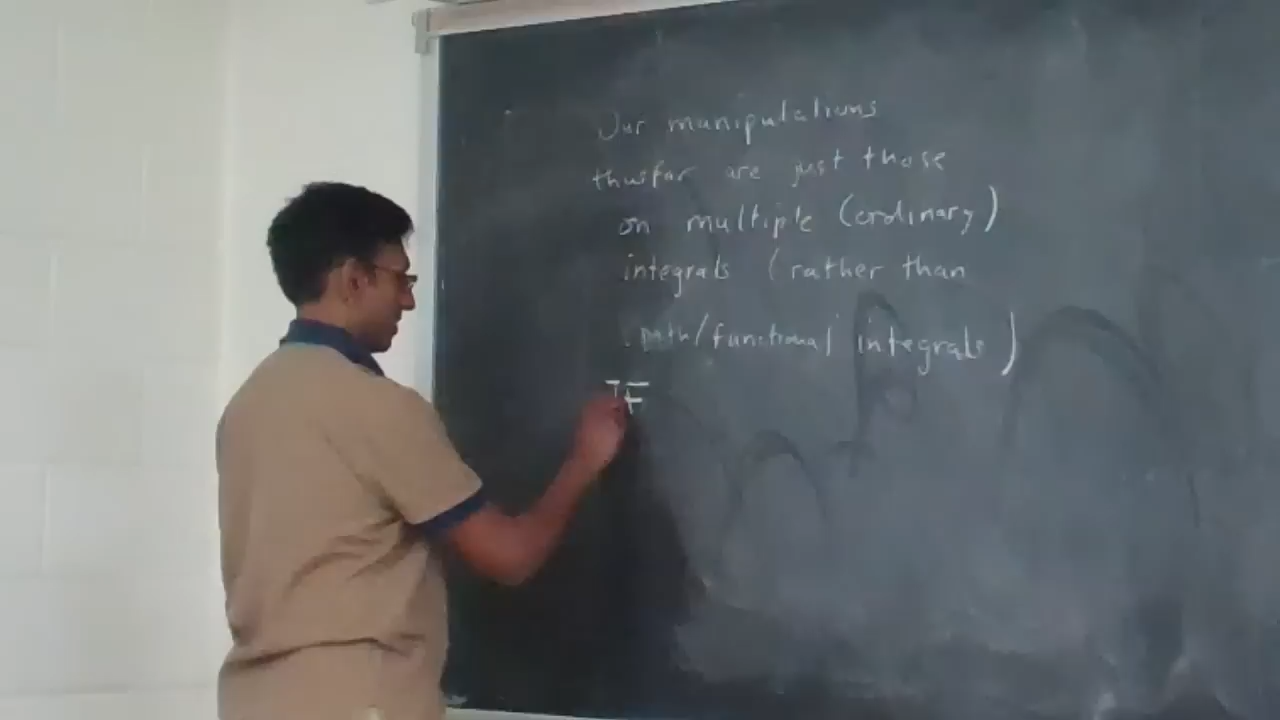 Our manipulations
thusfar are just those
on multiple (ordinary)
integrals (rather than
path/functional integrals)
IF